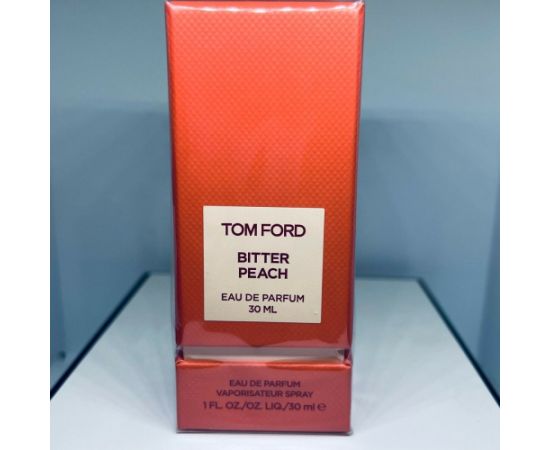 TOM FORD
BITTER
PEACH
EAU DE PARFUM
30 ML
EAU DE PARFUM
VAPORISATEUR SPRAY
1 FL. OZ./OZ. LIQ./30 ml ℮